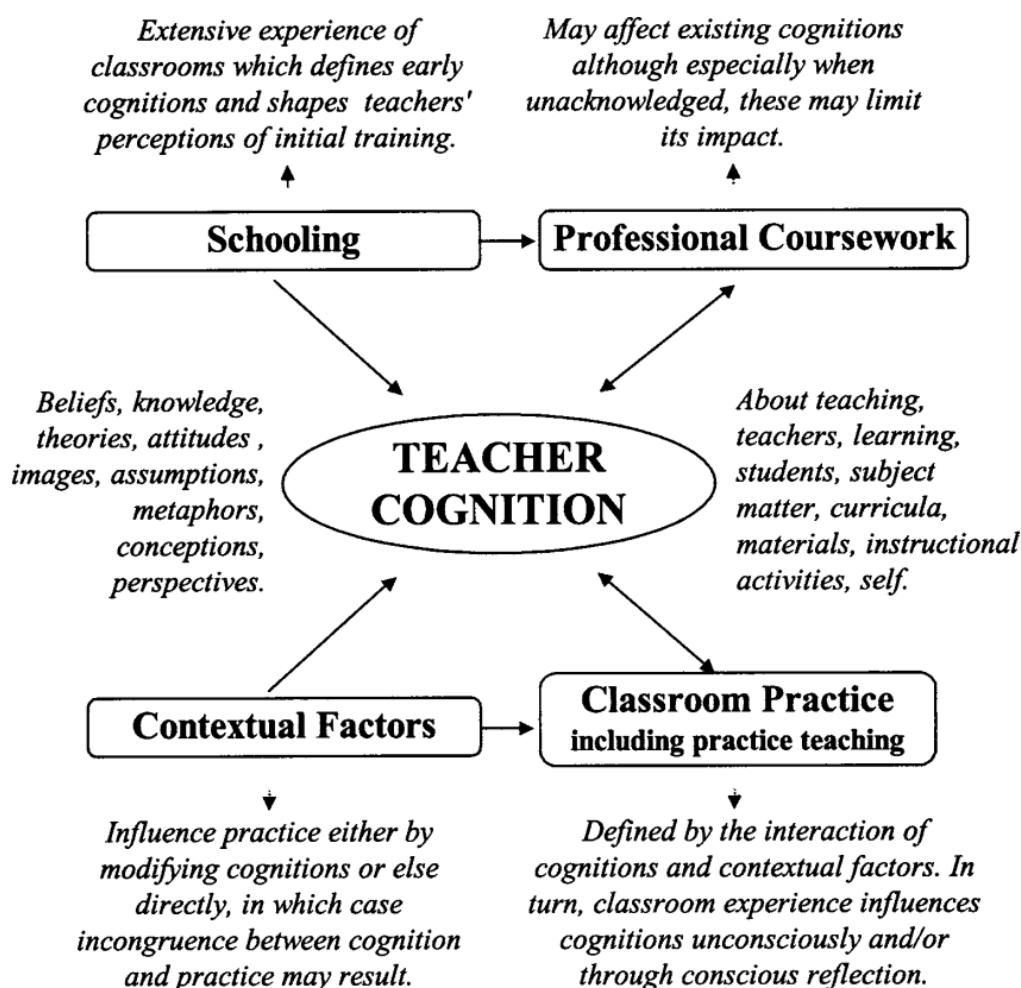 Extensive experience of
classrooms which defines early
cognitions and shapes teachers'
perceptions of initial training.
May affect existing cognitions
although especially when
unacknowledged, these may limit
its impact.
Schooling
Professional Coursework
Beliefs, knowledge,
theories, attitudes ,
images, assumptions,
metaphors,
conceptions,
perspectives.
TEACHER
COGNITION
About teaching,
teachers, learning,
students, subject
matter, curricula,
materials, instructional
activities, self.
Contextual Factors
Classroom Practice
including practice teaching
Influence practice either by
modifying cognitions or else
directly, in which case
incongruence between cognition
and practice may result.
Defined by the interaction of
cognitions and contextual factors. In
turn, classroom experience influences
cognitions unconsciously and/or
through conscious reflection.